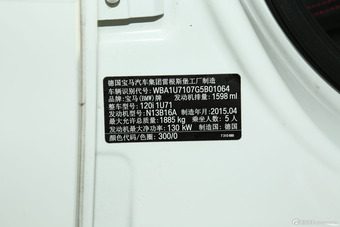 德国宝马汽车集团雷根斯堡工厂制造
车辆识别代号: WBA1U7107G5B01064
品牌: 宝马(BMW)牌 发动机排量: 1598 ml
整车型号: 120i 1U71
发动机型号: N13B16A 制造年月: 2015.04
最大允许总质量: 1885 kg 乘坐人数: 5 人
发动机最大净功率: 130 kW 制造国: 德国
颜色代码/色圈: 300/0